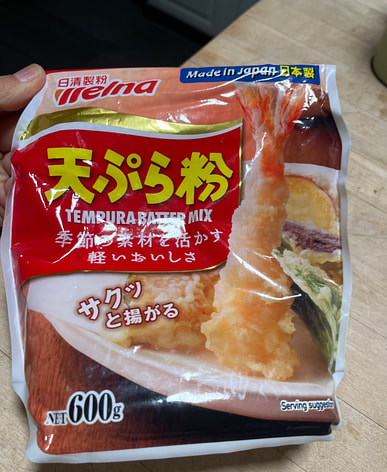 日清製粉
Welna
Made in Japan 日本産
天ぷら粉
TEMPURA BATTER MIX
季節の素材を活かす
軽いおいしさ
サクッ
と揚がる
NET 600g
Serving suggestion